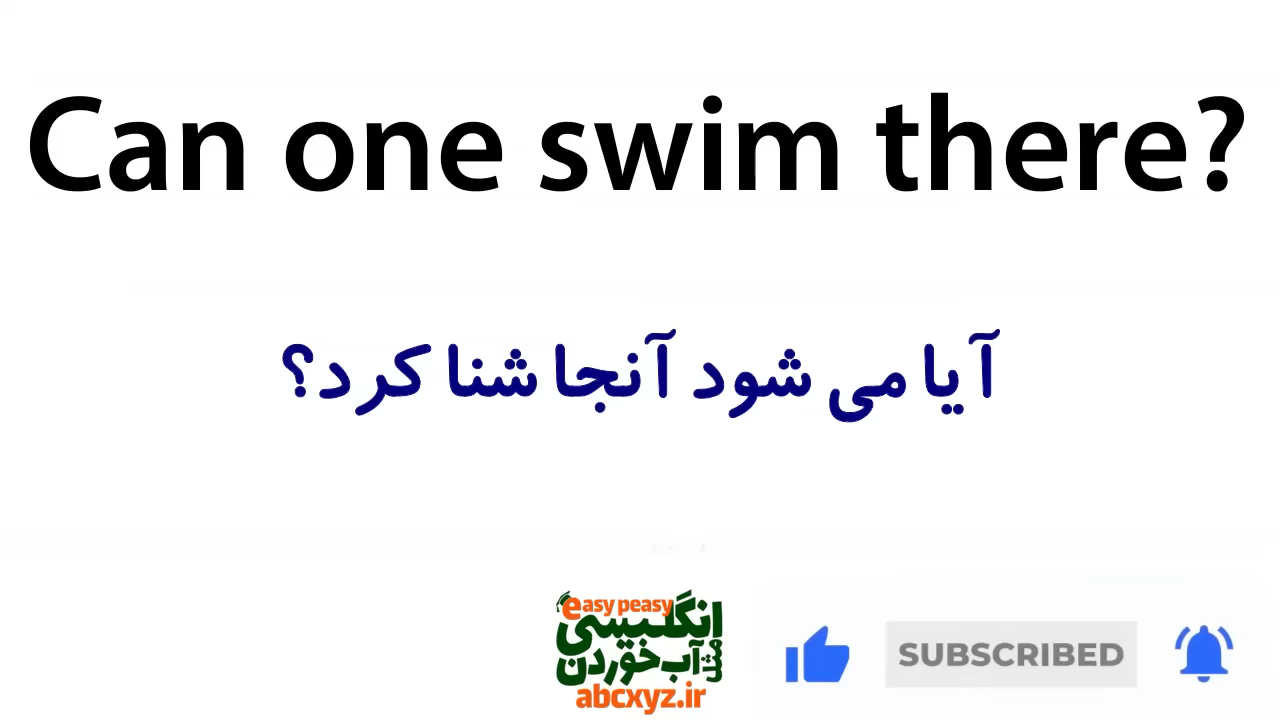 Can one swim there?
آیا می شود آنجا شنا کرد؟
easy peasy
انگلیسی
مثل آب خوردن
abcxyz.ir
SUBSCRIBED